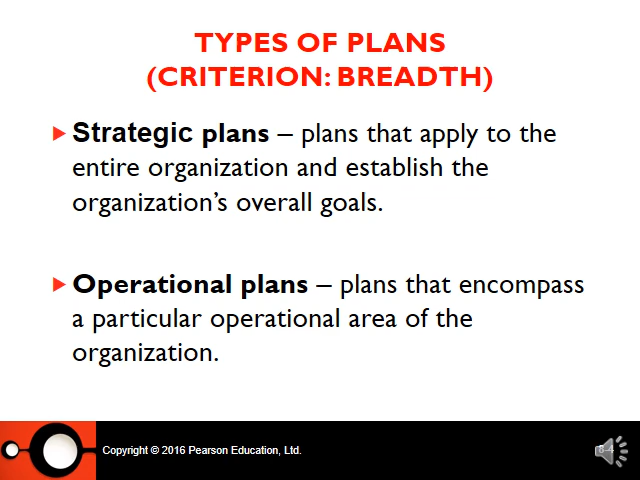 TYPES OF PLANS
(CRITERION: BREADTH)
Strategic plans – plans that apply to the
entire organization and establish the
organization’s overall goals.
Operational plans – plans that encompass
a particular operational area of the
organization.
Copyright © 2016 Pearson Education, Ltd.